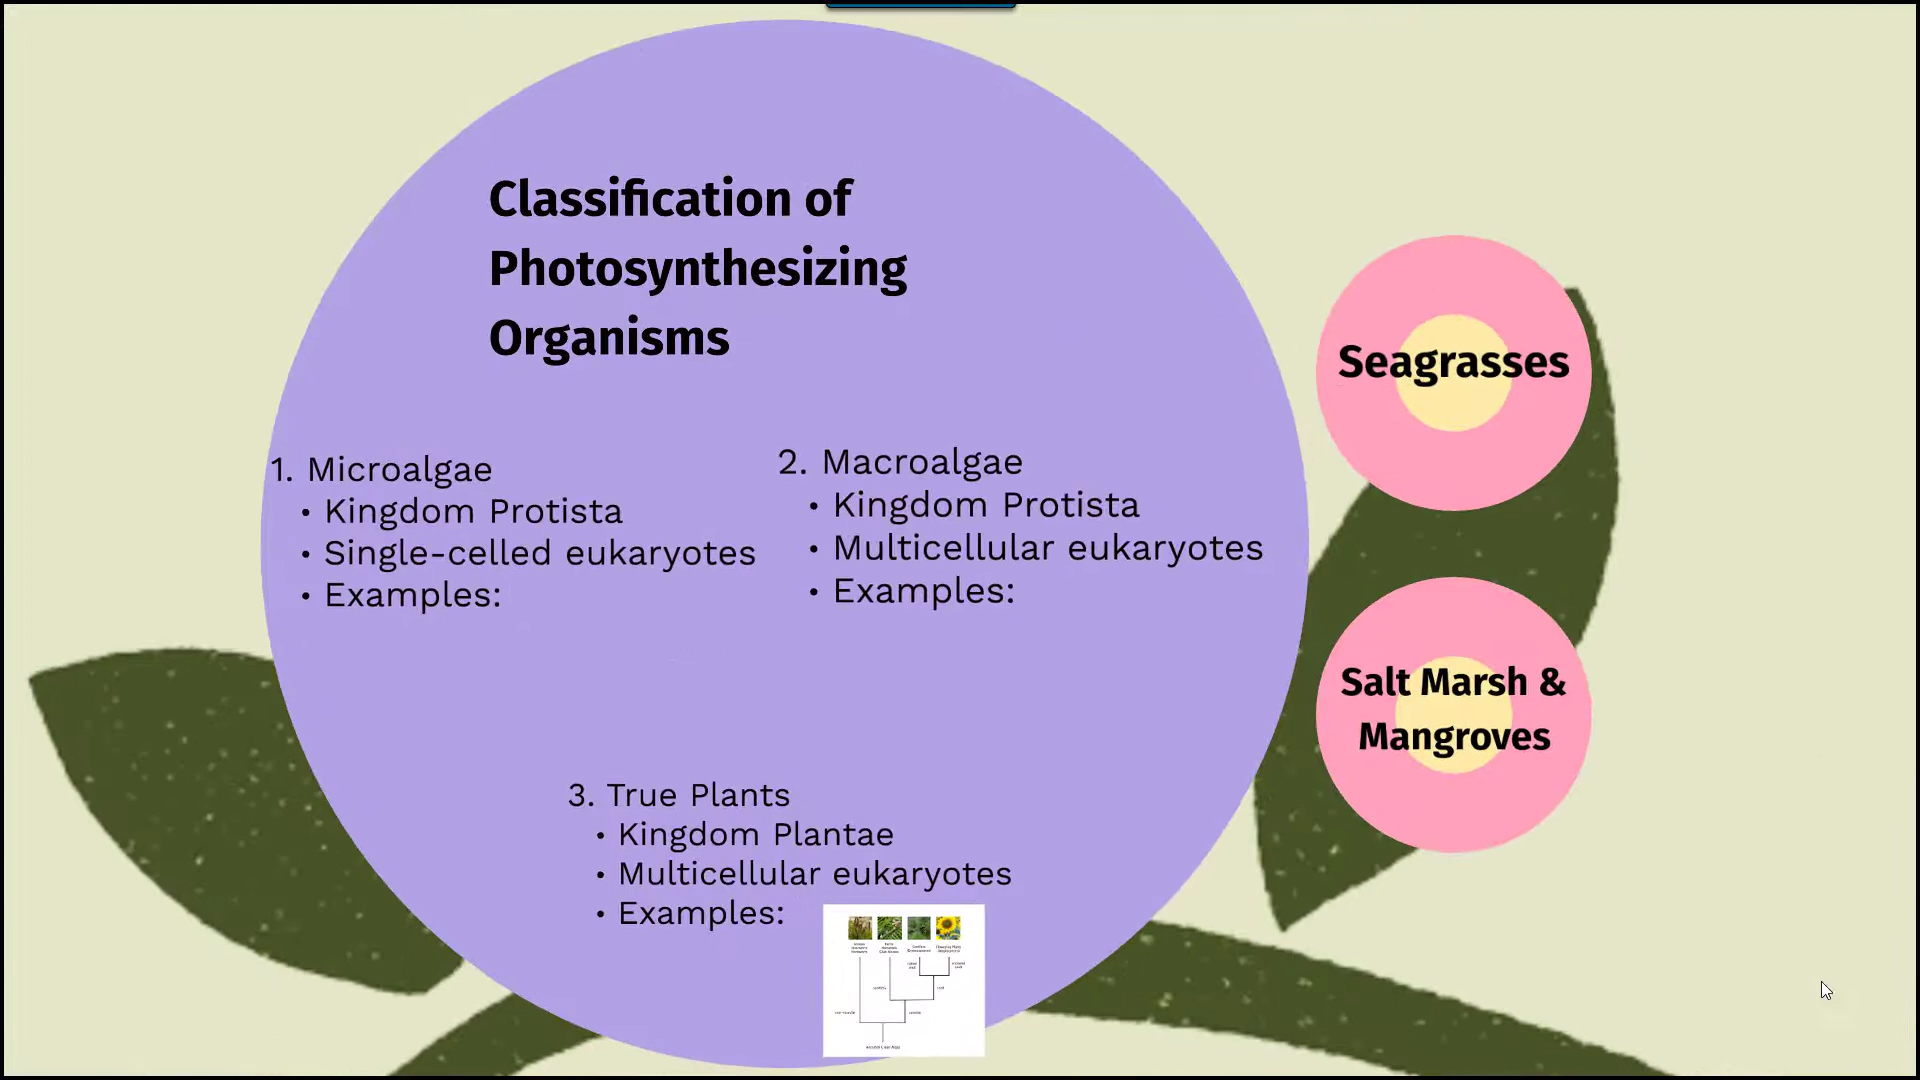 Classification of
Photosynthesizing
Organisms
1. Microalgae
• Kingdom Protista
• Single-celled eukaryotes
• Examples:
2. Macroalgae
• Kingdom Protista
• Multicellular eukaryotes
• Examples:
3. True Plants
• Kingdom Plantae
• Multicellular eukaryotes
• Examples:
Seagrasses
Salt Marsh &
Mangroves